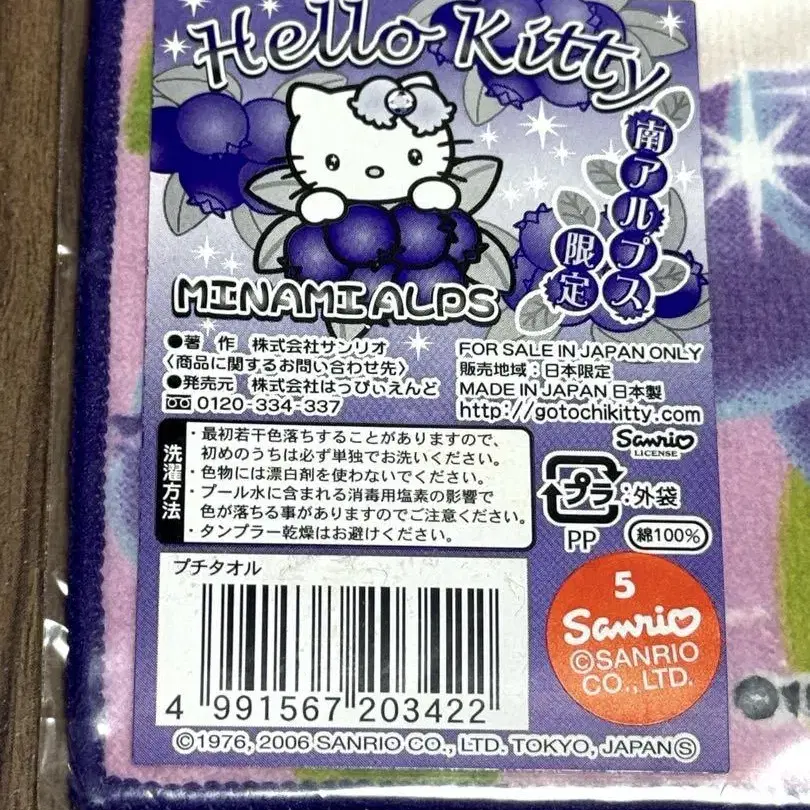 Hello Kitty
南アルプス
限定
MINAMI ALPS
●著 作 株式会社サンリオ
〈商品に関するお問い合わせ先〉
●発売元 株式会社はっぴぃえんど
0120-334-337
FOR SALE IN JAPAN ONLY
販売地域：日本限定
MADE IN JAPAN 日本製
http://gotochikitty.com
Sanrio
LICENSE
洗濯方法
・最初若干色落ちすることがありますので、
初めのうちは必ず単独でお洗いください。
・色物には漂白剤を使わないでください。
・プール水に含まれる消毒用塩素の影響で
色が落ちる事がありますのでご注意ください。
・タンブラー乾燥はお避けください。
プラ：外袋
PP
綿100%
プチタオル
4 991567 203422
5
Sanrio
©SANRIO
CO., LTD.
©1976, 2006 SANRIO CO., LTD. TOKYO, JAPAN Ⓢ